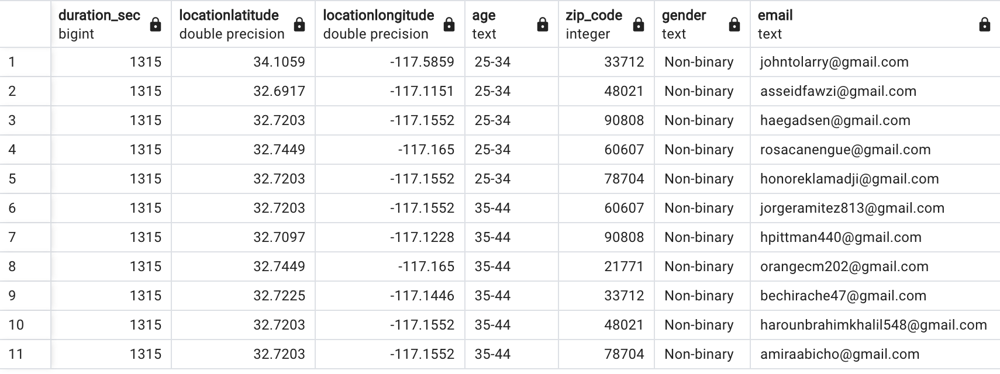 duration_sec locationlatitude locationlongitude age zip_code gender email
bigint double precision double precision text integer text text
1 1315 34.1059 -117.5859 25-34 33712 Non-binary johntolarry@gmail.com
2 1315 32.6917 -117.1151 25-34 48021 Non-binary asseidfawzi@gmail.com
3 1315 32.7203 -117.1552 25-34 90808 Non-binary haegadsen@gmail.com
4 1315 32.7449 -117.165 25-34 60607 Non-binary rosacanengue@gmail.com
5 1315 32.7203 -117.1552 25-34 78704 Non-binary honoreklamadji@gmail.com
6 1315 32.7203 -117.1552 35-44 60607 Non-binary jorgeramitez813@gmail.com
7 1315 32.7097 -117.1228 35-44 90808 Non-binary hpittman440@gmail.com
8 1315 32.7449 -117.165 35-44 21771 Non-binary orangecm202@gmail.com
9 1315 32.7225 -117.1446 35-44 33712 Non-binary bechirache47@gmail.com
10 1315 32.7203 -117.1552 35-44 48021 Non-binary harounbrahimkhalil548@gmail.com
11 1315 32.7203 -117.1552 35-44 78704 Non-binary amiraabicho@gmail.com